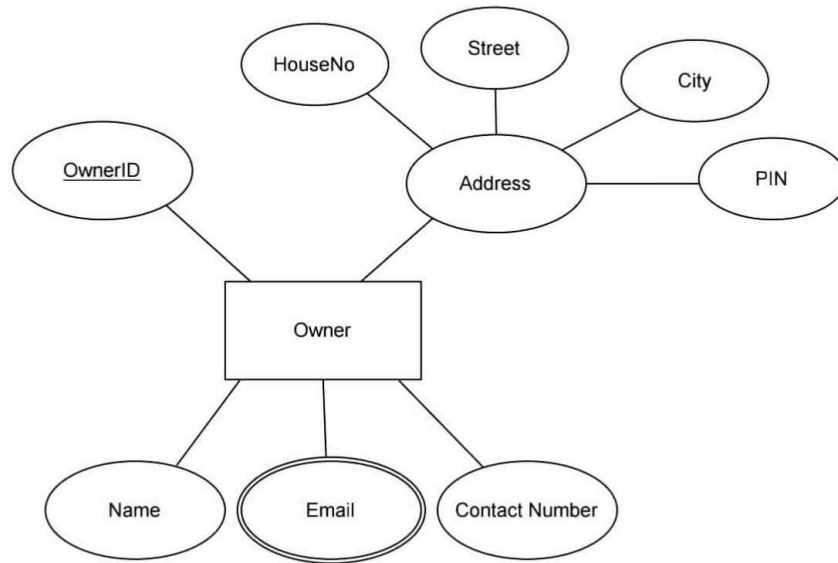 Street
HouseNo
City
OwnerID
Address
PIN
Owner
Name
Email
Contact Number